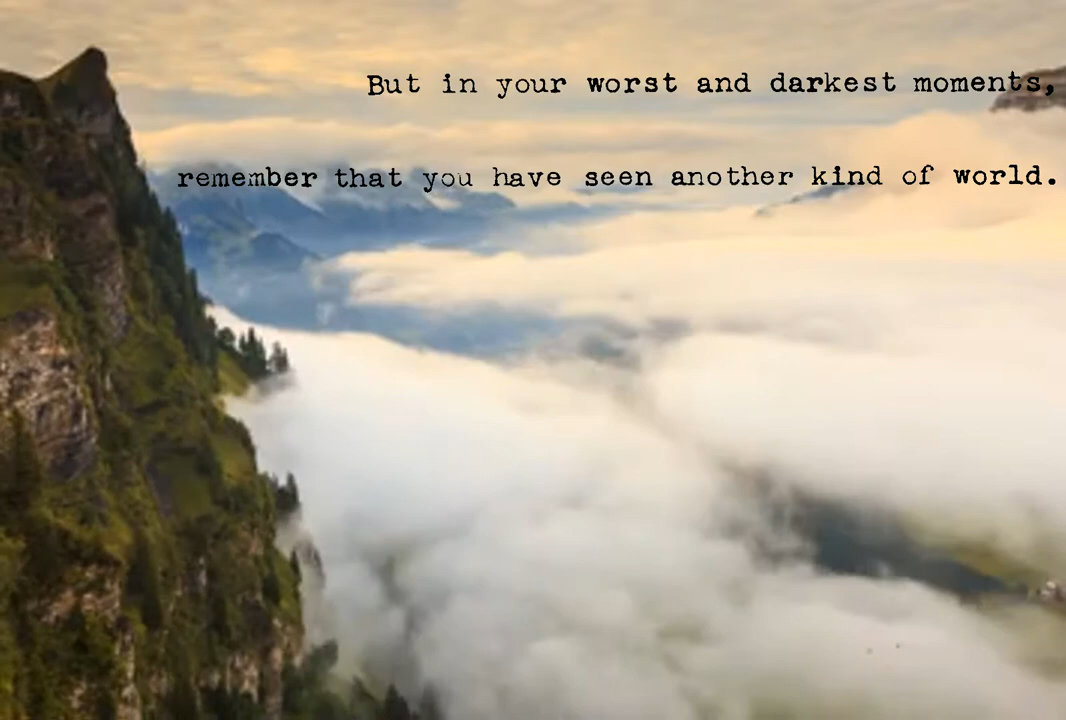 But in your worst and darkest moments,
remember that you have seen another kind of world.